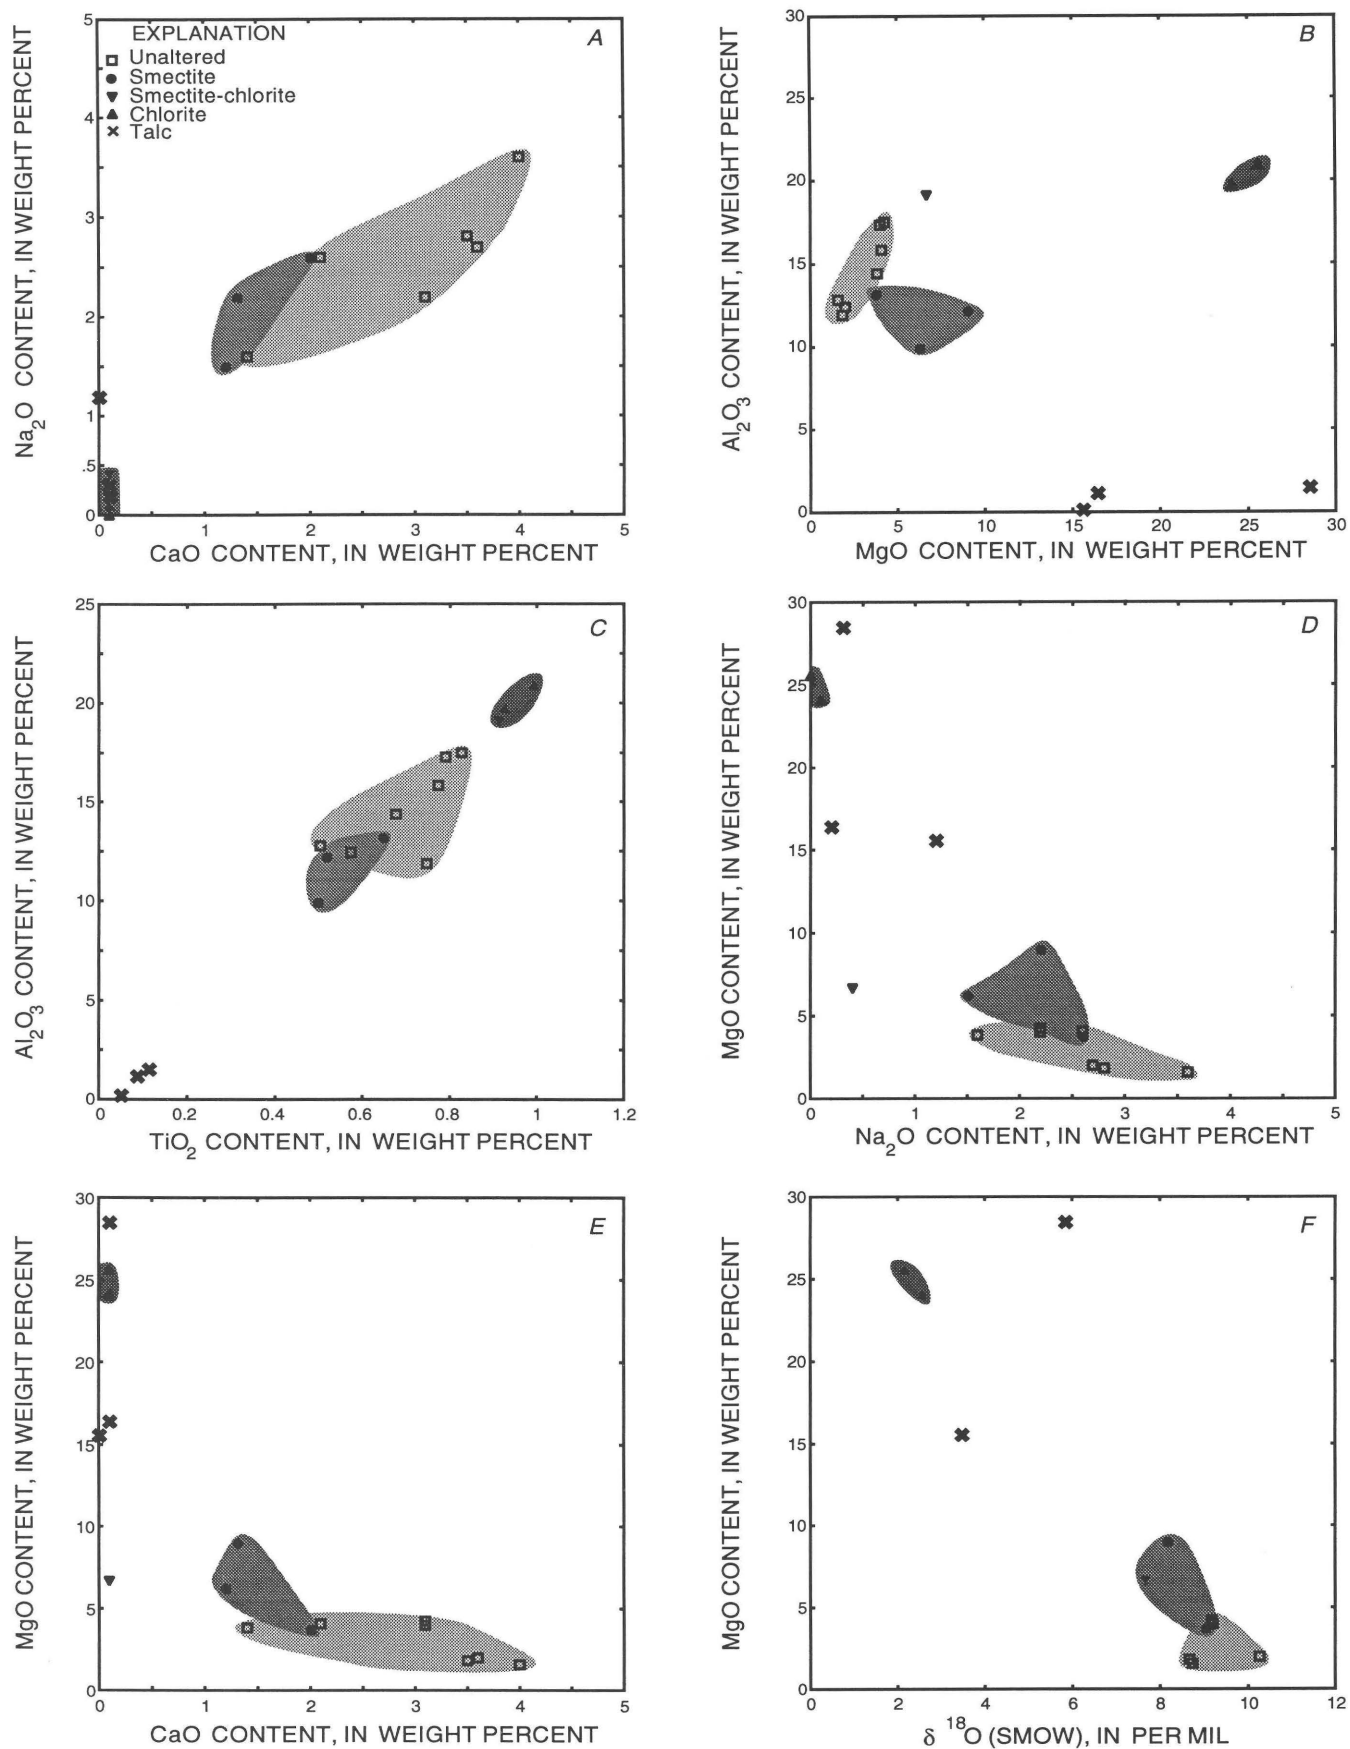 A
EXPLANATION
Unaltered
Smectite
Smectite-chlorite
Chlorite
Talc
5
4
3
2
1
.5
0
0 1 2 3 4 5
Na₂O CONTENT, IN WEIGHT PERCENT
CaO CONTENT, IN WEIGHT PERCENT
B
30
25
20
15
10
5
0
0 5 10 15 20 25 30
Al₂O₃ CONTENT, IN WEIGHT PERCENT
MgO CONTENT, IN WEIGHT PERCENT
C
25
20
15
10
5
0
0 0.2 0.4 0.6 0.8 1 1.2
Al₂O₃ CONTENT, IN WEIGHT PERCENT
TiO₂ CONTENT, IN WEIGHT PERCENT
D
30
25
20
15
10
5
0
0 1 2 3 4 5
MgO CONTENT, IN WEIGHT PERCENT
Na₂O CONTENT, IN WEIGHT PERCENT
E
30
25
20
15
10
5
0
0 1 2 3 4 5
MgO CONTENT, IN WEIGHT PERCENT
CaO CONTENT, IN WEIGHT PERCENT
F
30
25
20
15
10
5
0
0 2 4 6 8 10 12
MgO CONTENT, IN WEIGHT PERCENT
δ ¹⁸O (SMOW), IN PER MIL